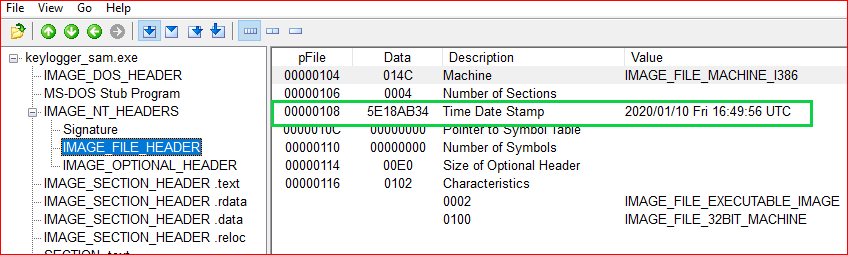 File View Go Help
keylogger_sam.exe
IMAGE_DOS_HEADER
MS-DOS Stub Program
IMAGE_NT_HEADERS
Signature
IMAGE_FILE_HEADER
IMAGE_OPTIONAL_HEADER
IMAGE_SECTION_HEADER .text
IMAGE_SECTION_HEADER .rdata
IMAGE_SECTION_HEADER .data
IMAGE_SECTION_HEADER .reloc
SECTION .text
pFile Data Description Value
00000104 014C Machine IMAGE_FILE_MACHINE_I386
00000106 0004 Number of Sections
00000108 5E18AB34 Time Date Stamp 2020/01/10 Fri 16:49:56 UTC
0000010C 00000000 Pointer to Symbol Table
00000110 00000000 Number of Symbols
00000114 00E0 Size of Optional Header
00000116 0102 Characteristics
0002 IMAGE_FILE_EXECUTABLE_IMAGE
0100 IMAGE_FILE_32BIT_MACHINE